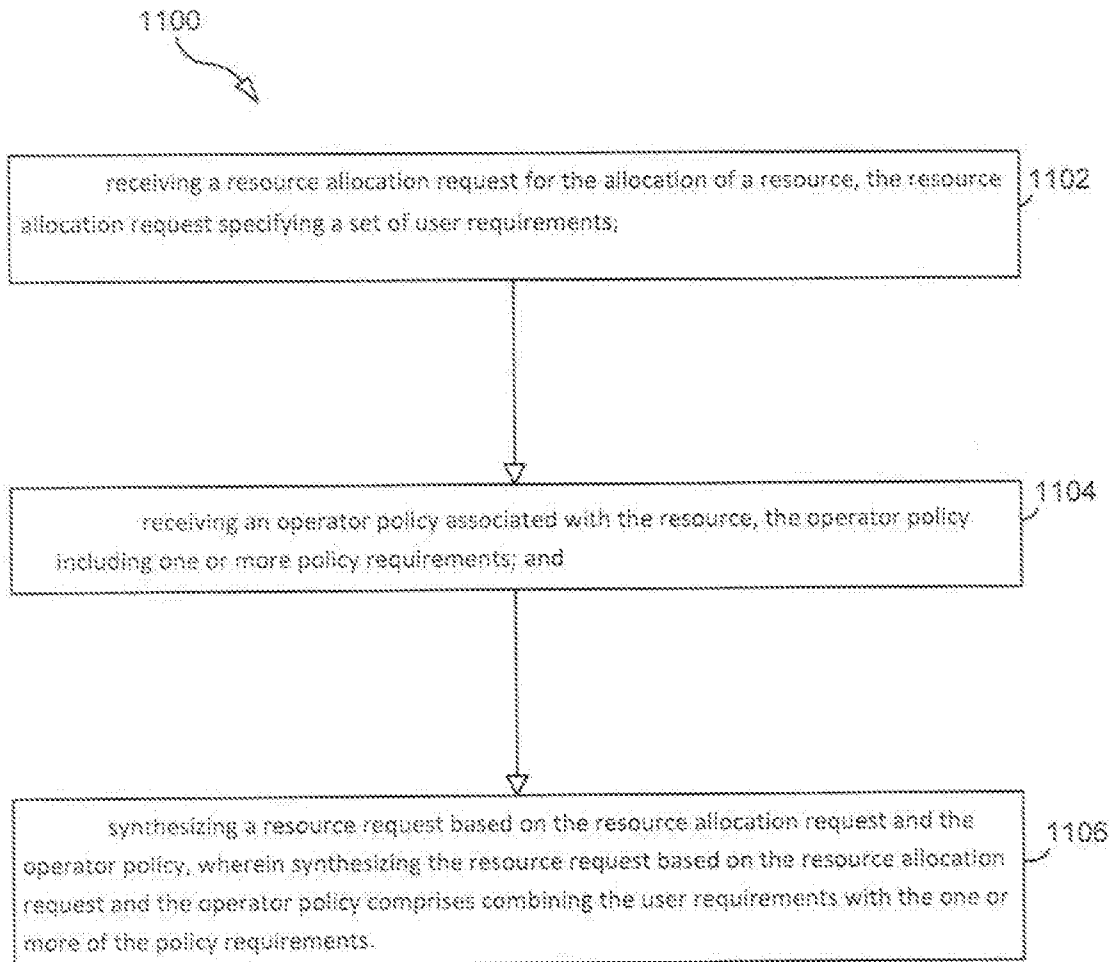 1100
receiving a resource allocation request for the allocation of a resource, the resource
allocation request specifying a set of user requirements;
1102
receiving an operator policy associated with the resource, the operator policy
including one or more policy requirements; and
1104
synthesizing a resource request based on the resource allocation request and the
operator policy, wherein synthesizing the resource request based on the resource allocation
request and the operator policy comprises combining the user requirements with the one or
more of the policy requirements.
1106